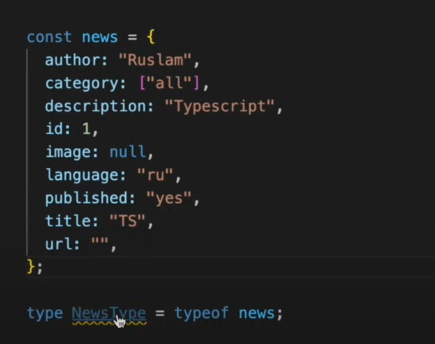 const news = {
author: "Ruslam",
category: ["all"],
description: "Typescript",
id: 1,
image: null,
language: "ru",
published: "yes",
title: "TS",
url: "",
};
type NewsType = typeof news;